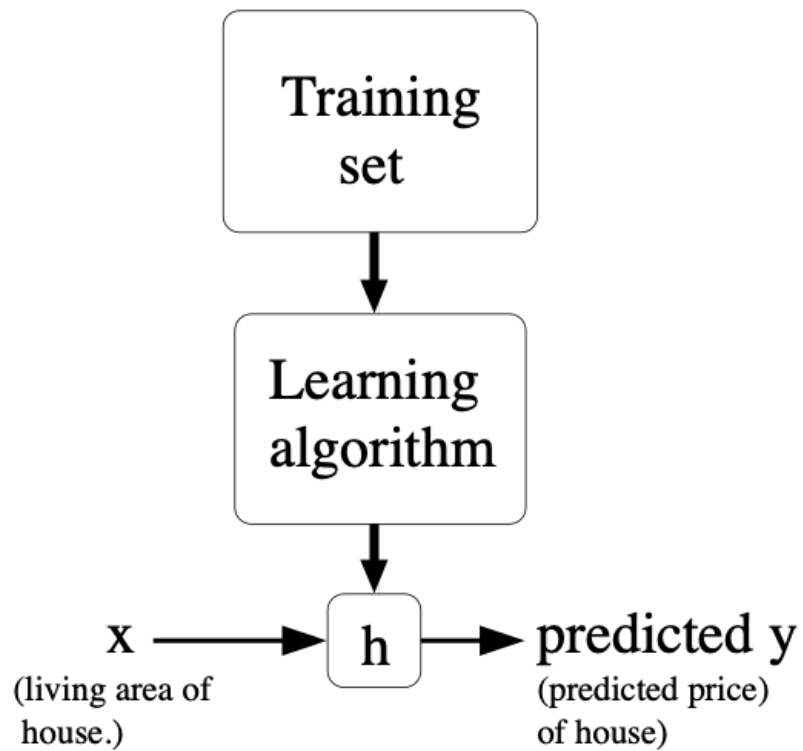 Training
set
Learning
algorithm
x
h
predicted y
(living area of
house.)
(predicted price)
of house)